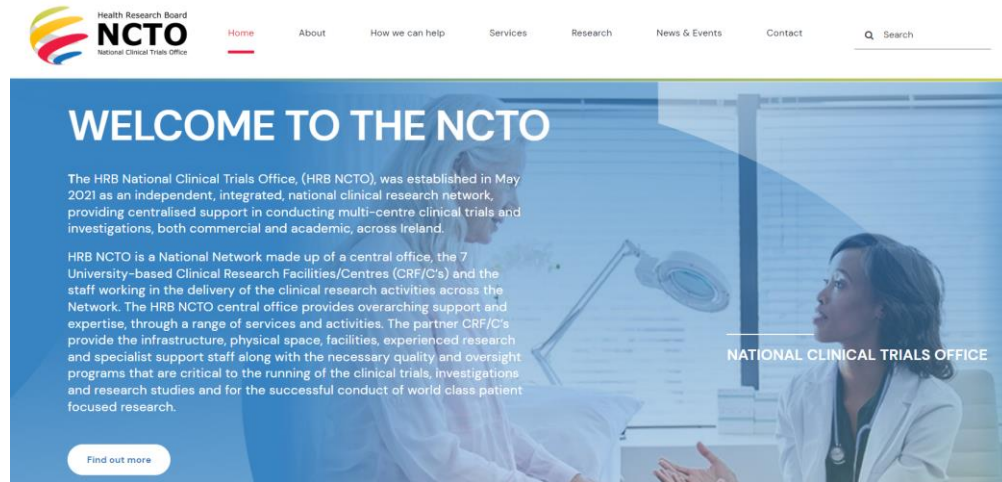 Health Research Board
NCTO
National Clinical Trials Office
Home
About
How we can help
Services
Research
News & Events
Contact
Search
WELCOME TO THE NCTO
The HRB National Clinical Trials Office, (HRB NCTO), was established in May
2021 as an independent, integrated, national clinical research network,
providing centralised support in conducting multi-centre clinical trials and
investigations, both commercial and academic, across Ireland.
HRB NCTO is a National Network made up of a central office, the 7
University-based Clinical Research Facilities/Centres (CRF/C's) and the
staff working in the delivery of the clinical research activities across the
Network. The HRB NCTO central office provides overarching support and
expertise, through a range of services and activities. The partner CRF/C's
provide the infrastructure, physical space, facilities, experienced research
and specialist support staff along with the necessary quality and oversight
programs that are critical to the running of the clinical trials, investigations
and research studies and for the successful conduct of world class patient
focused research.
NATIONAL CLINICAL TRIALS OFFICE
Find out more